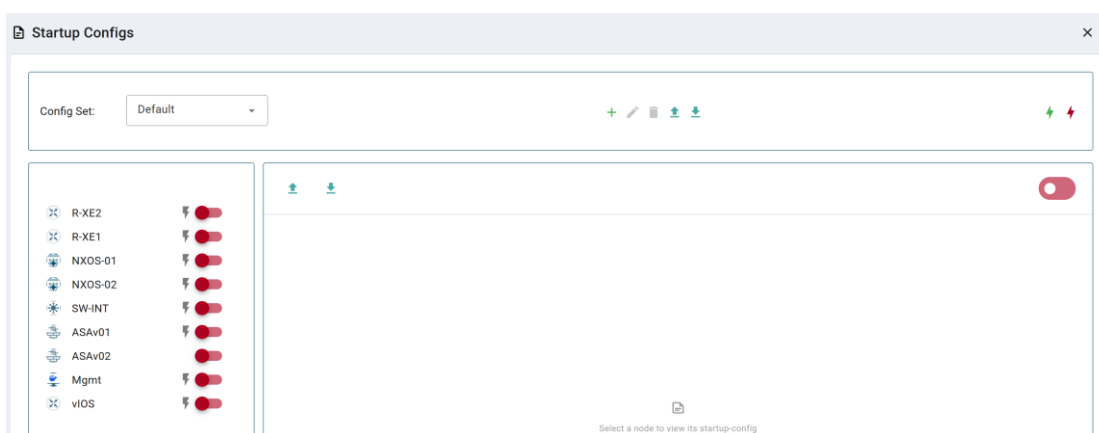 Startup Configs
Config Set:
Default
R-XE2
R-XE1
NXOS-01
NXOS-02
SW-INT
ASAv01
ASAv02
Mgmt
vIOS
Select a node to view its startup-config